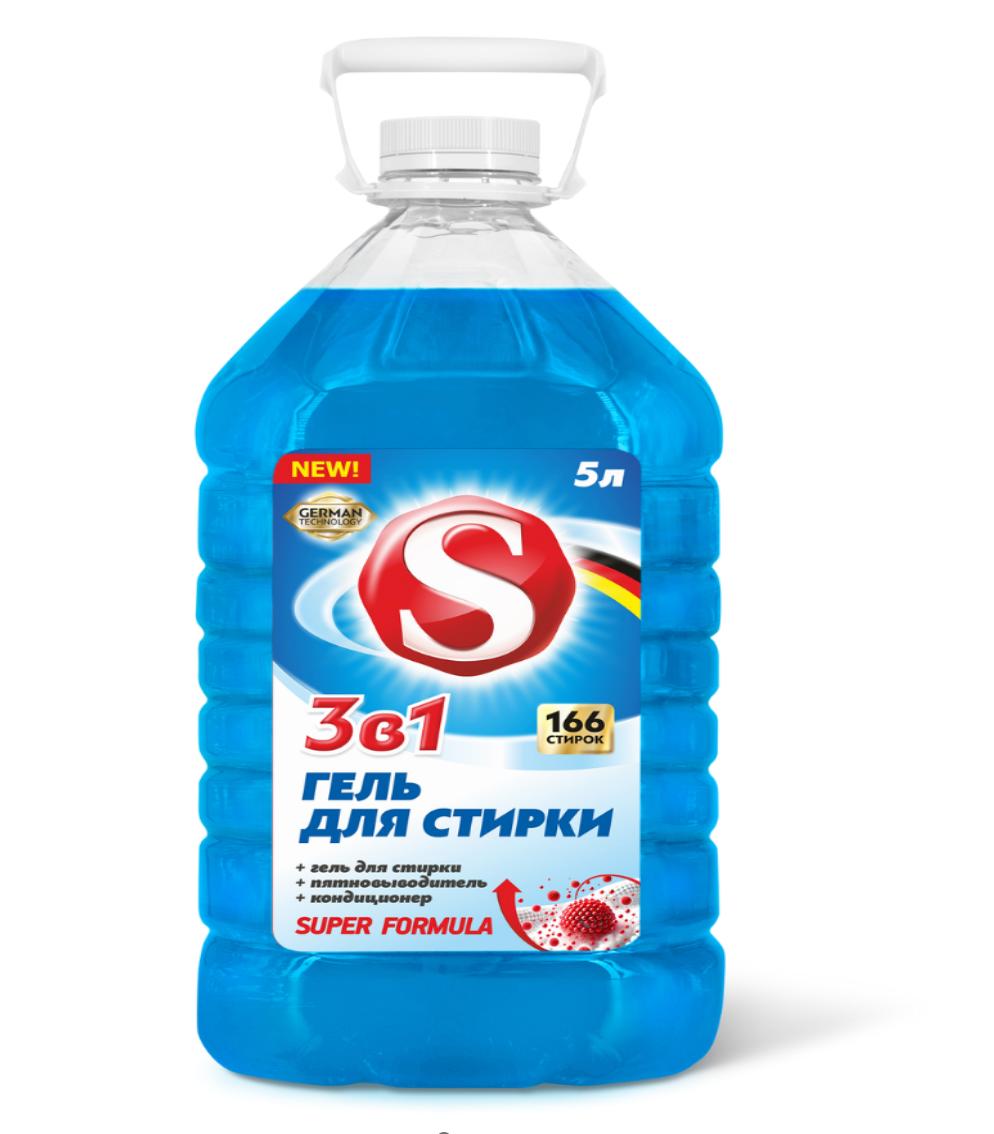 NEW!
5л
GERMAN
TECHNOLOGY
S
3в1
166
СТИРОК
ГЕЛЬ
ДЛЯ СТИРКИ
+ гель для стирки
+ пятновыводитель
+ кондиционер
SUPER FORMULA